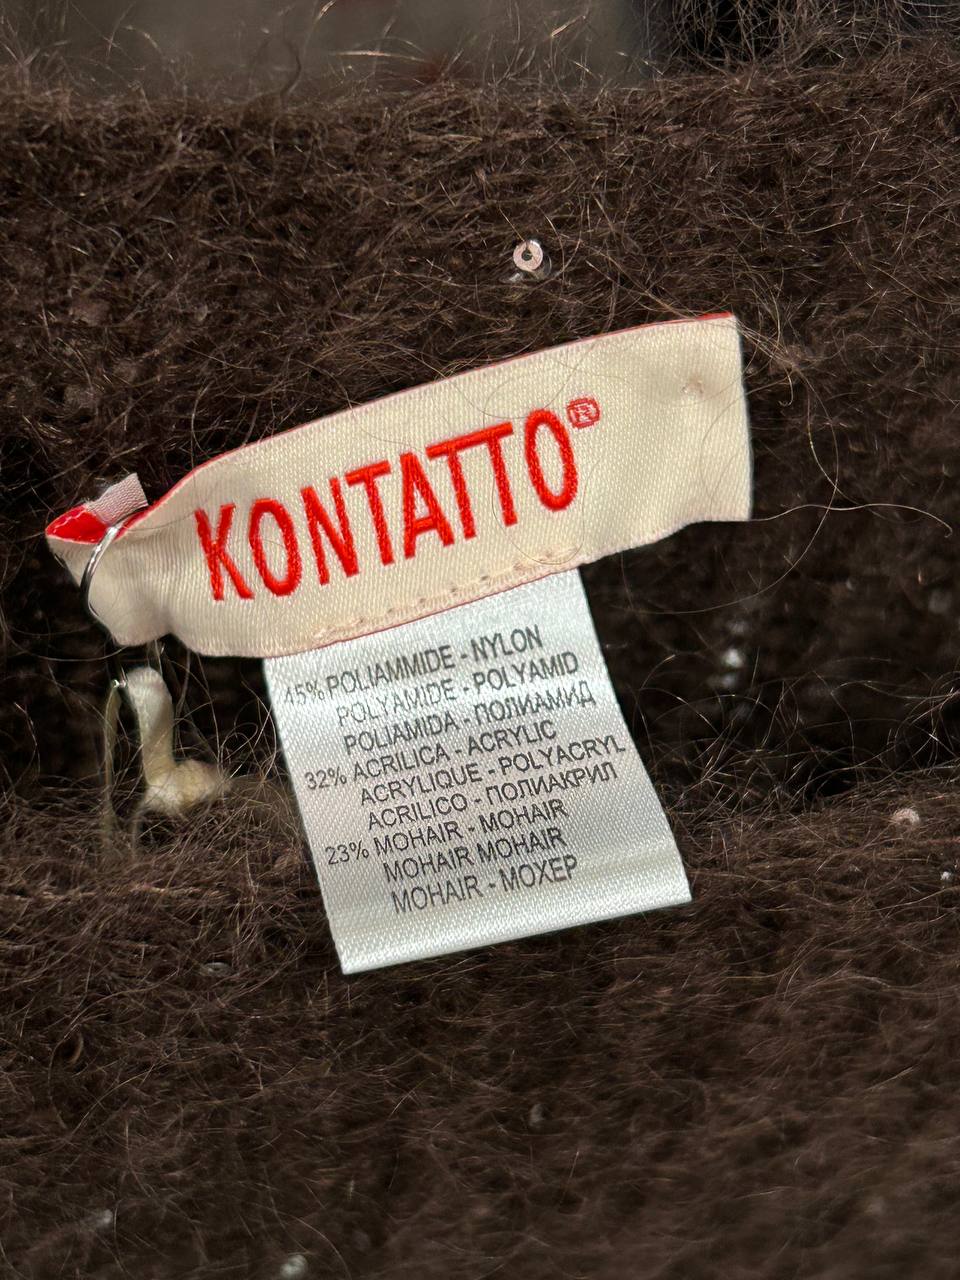 KONTATTO®
45% POLIAMMIDE - NYLON
POLYAMIDE - POLYAMID
POLIAMIDA - ПОЛИАМИД
32% ACRILICA - ACRYLIC
ACRYLIQUE - POLYACRYL
ACRILICO - ПОЛИАКРИЛ
23% MOHAIR - MOHAIR
MOHAIR MOHAIR
MOHAIR - МОХЕР